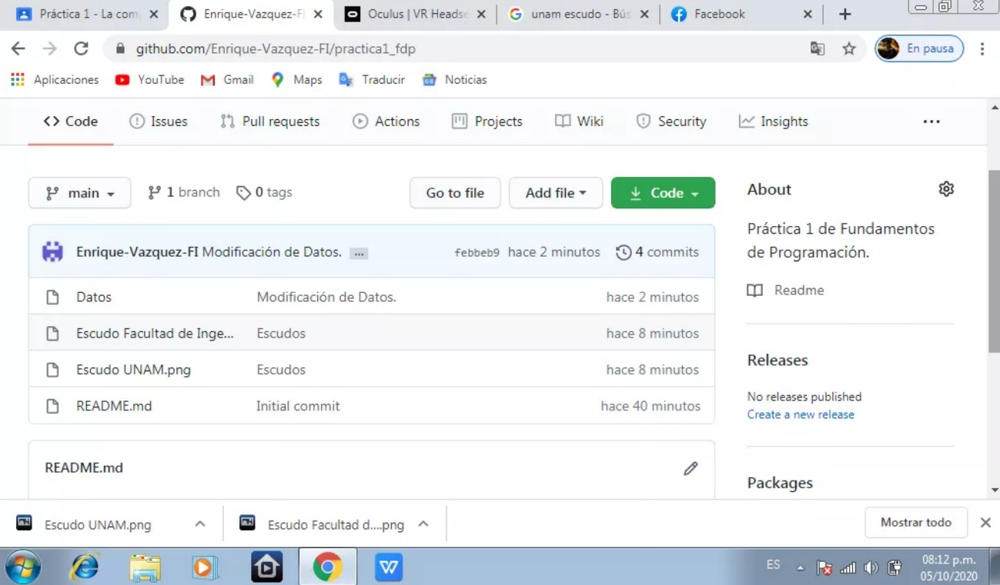 Práctica 1 - La com
Enrique-Vazquez-FI
Oculus | VR Headse
unam escudo - Bús
Facebook
github.com/Enrique-Vazquez-FI/practica1_fdp
En pausa
Aplicaciones YouTube Gmail Maps Traducir Noticias
Code Issues Pull requests Actions Projects Wiki Security Insights
main 1 branch 0 tags Go to file Add file Code
Enrique-Vazquez-FI Modificación de Datos. ... febbeb9 hace 2 minutos 4 commits
Datos Modificación de Datos. hace 2 minutos
Escudo Facultad de Inge... Escudos hace 8 minutos
Escudo UNAM.png Escudos hace 8 minutos
README.md Initial commit hace 40 minutos
README.md
About
Práctica 1 de Fundamentos
de Programación.
Readme
Releases
No releases published
Create a new release
Packages
Escudo UNAM.png Escudo Facultad d....png Mostrar todo
ES
08:12 p.m.
05/10/2020